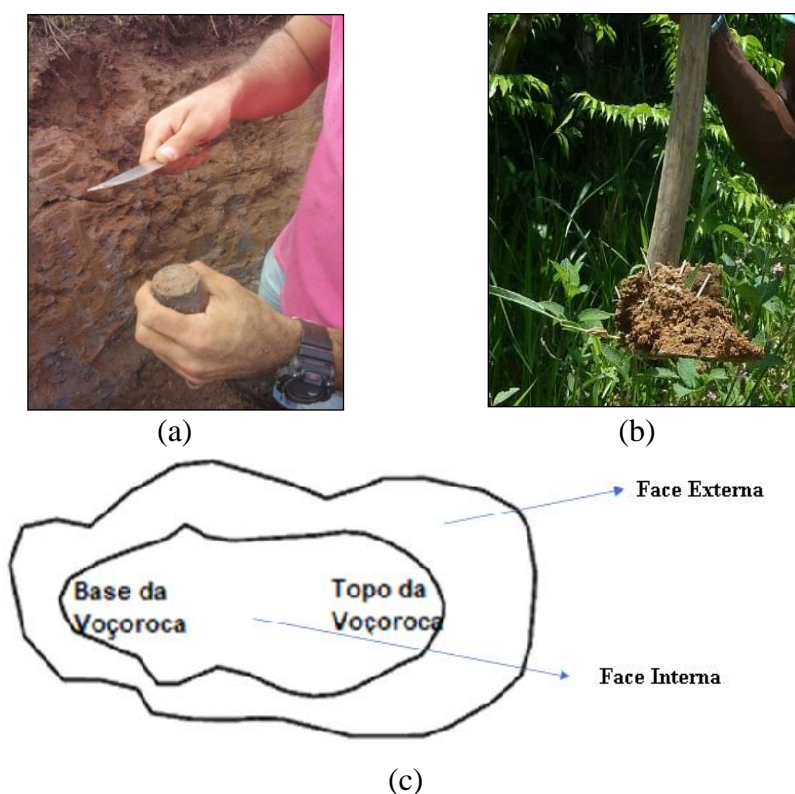 (a)
(b)
Face Externa
Base da
Voçoroca
Topo da
Voçoroca
Face Interna
(c)